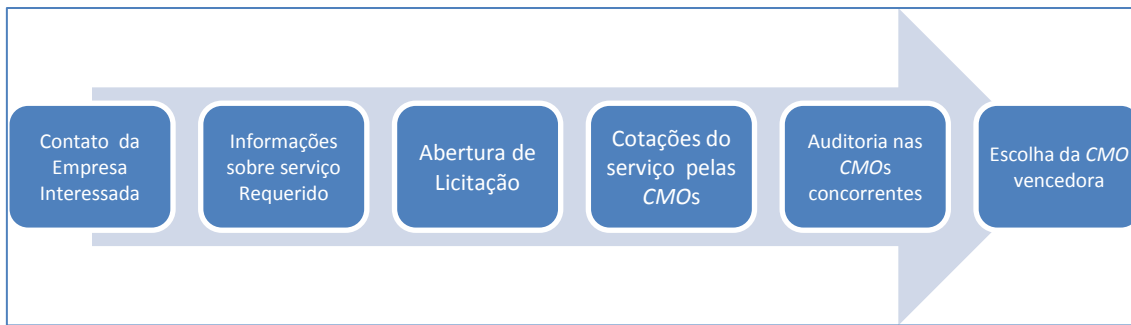 Contato da
Empresa
Interessada
Informações
sobre serviço
Requerido
Abertura de
Licitação
Cotações do
serviço pelas
CMOs
Auditoria nas
CMOs
concorrentes
Escolha da CMO
vencedora